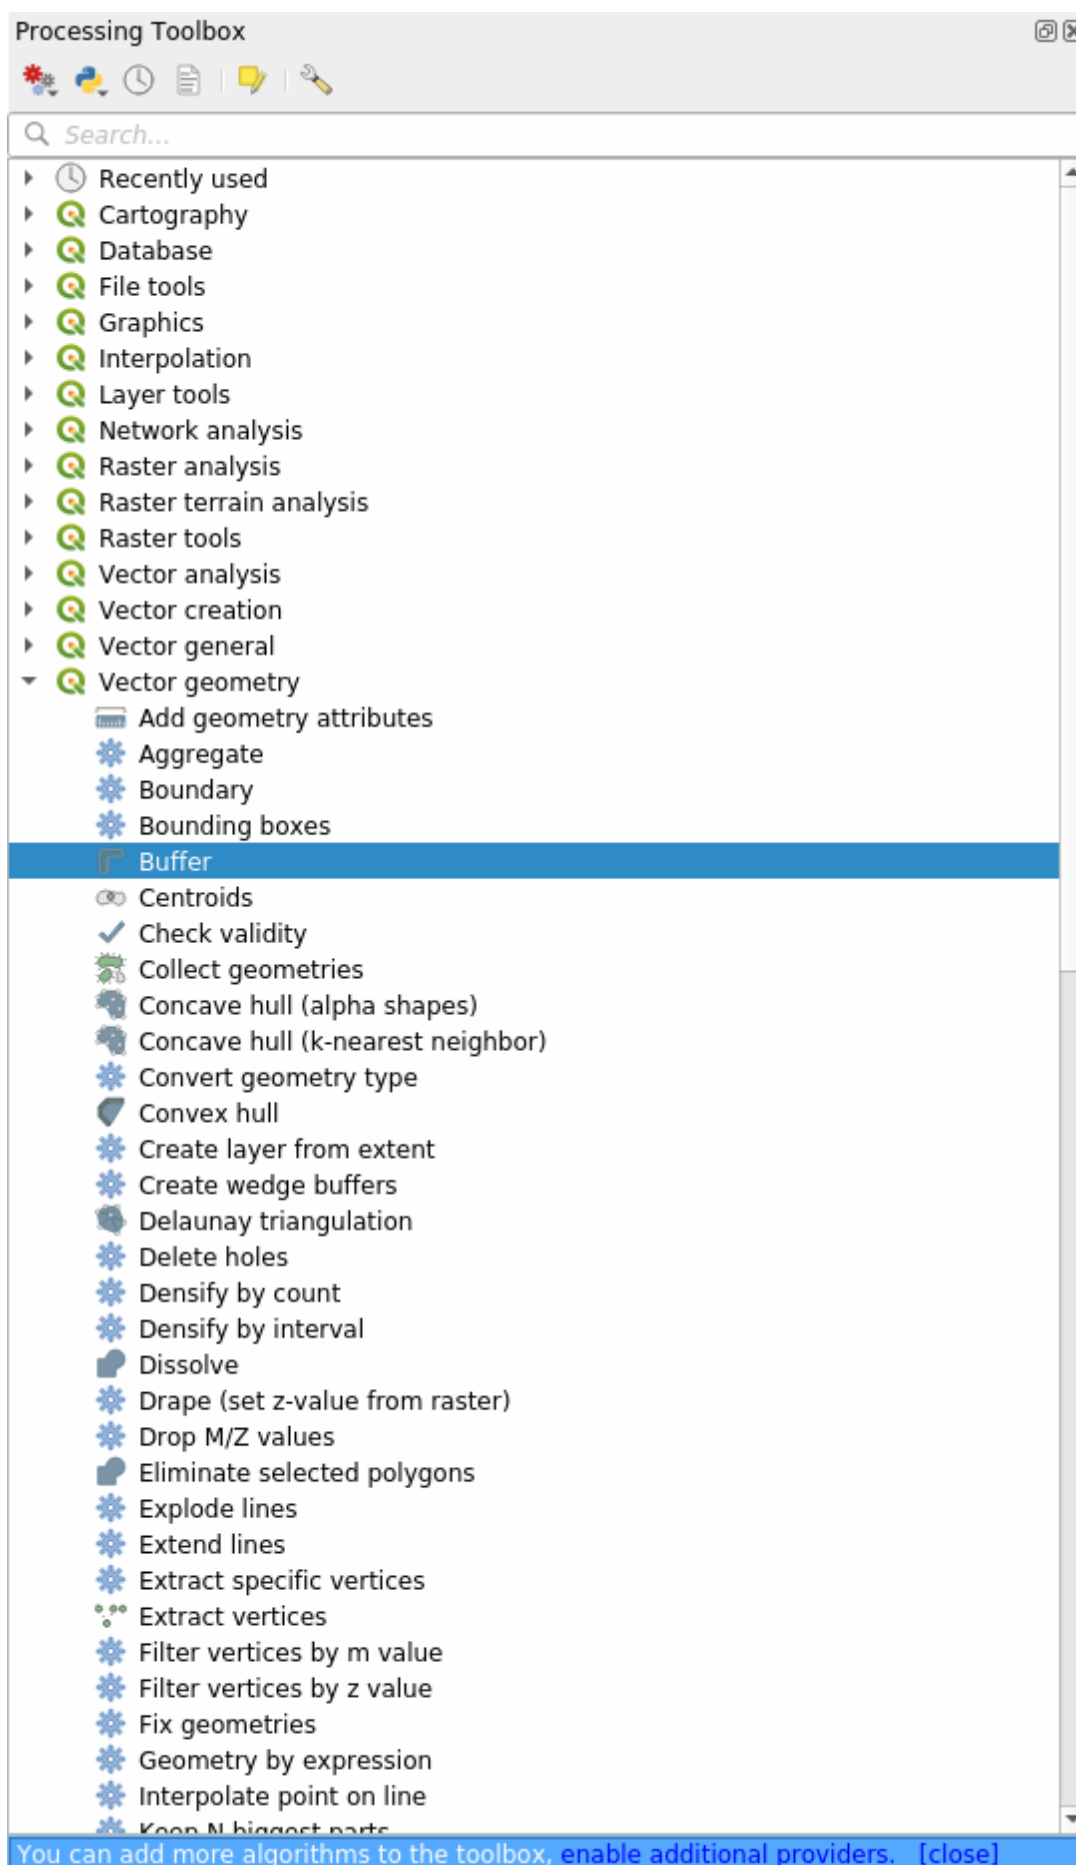 Processing Toolbox
Search...
Recently used
Cartography
Database
File tools
Graphics
Interpolation
Layer tools
Network analysis
Raster analysis
Raster terrain analysis
Raster tools
Vector analysis
Vector creation
Vector general
Vector geometry
Add geometry attributes
Aggregate
Boundary
Bounding boxes
Buffer
Centroids
Check validity
Collect geometries
Concave hull (alpha shapes)
Concave hull (k-nearest neighbor)
Convert geometry type
Convex hull
Create layer from extent
Create wedge buffers
Delaunay triangulation
Delete holes
Densify by count
Densify by interval
Dissolve
Drape (set z-value from raster)
Drop M/Z values
Eliminate selected polygons
Explode lines
Extend lines
Extract specific vertices
Extract vertices
Filter vertices by m value
Filter vertices by z value
Fix geometries
Geometry by expression
Interpolate point on line
Keep N biggest parts
You can add more algorithms to the toolbox, enable additional providers. [close]